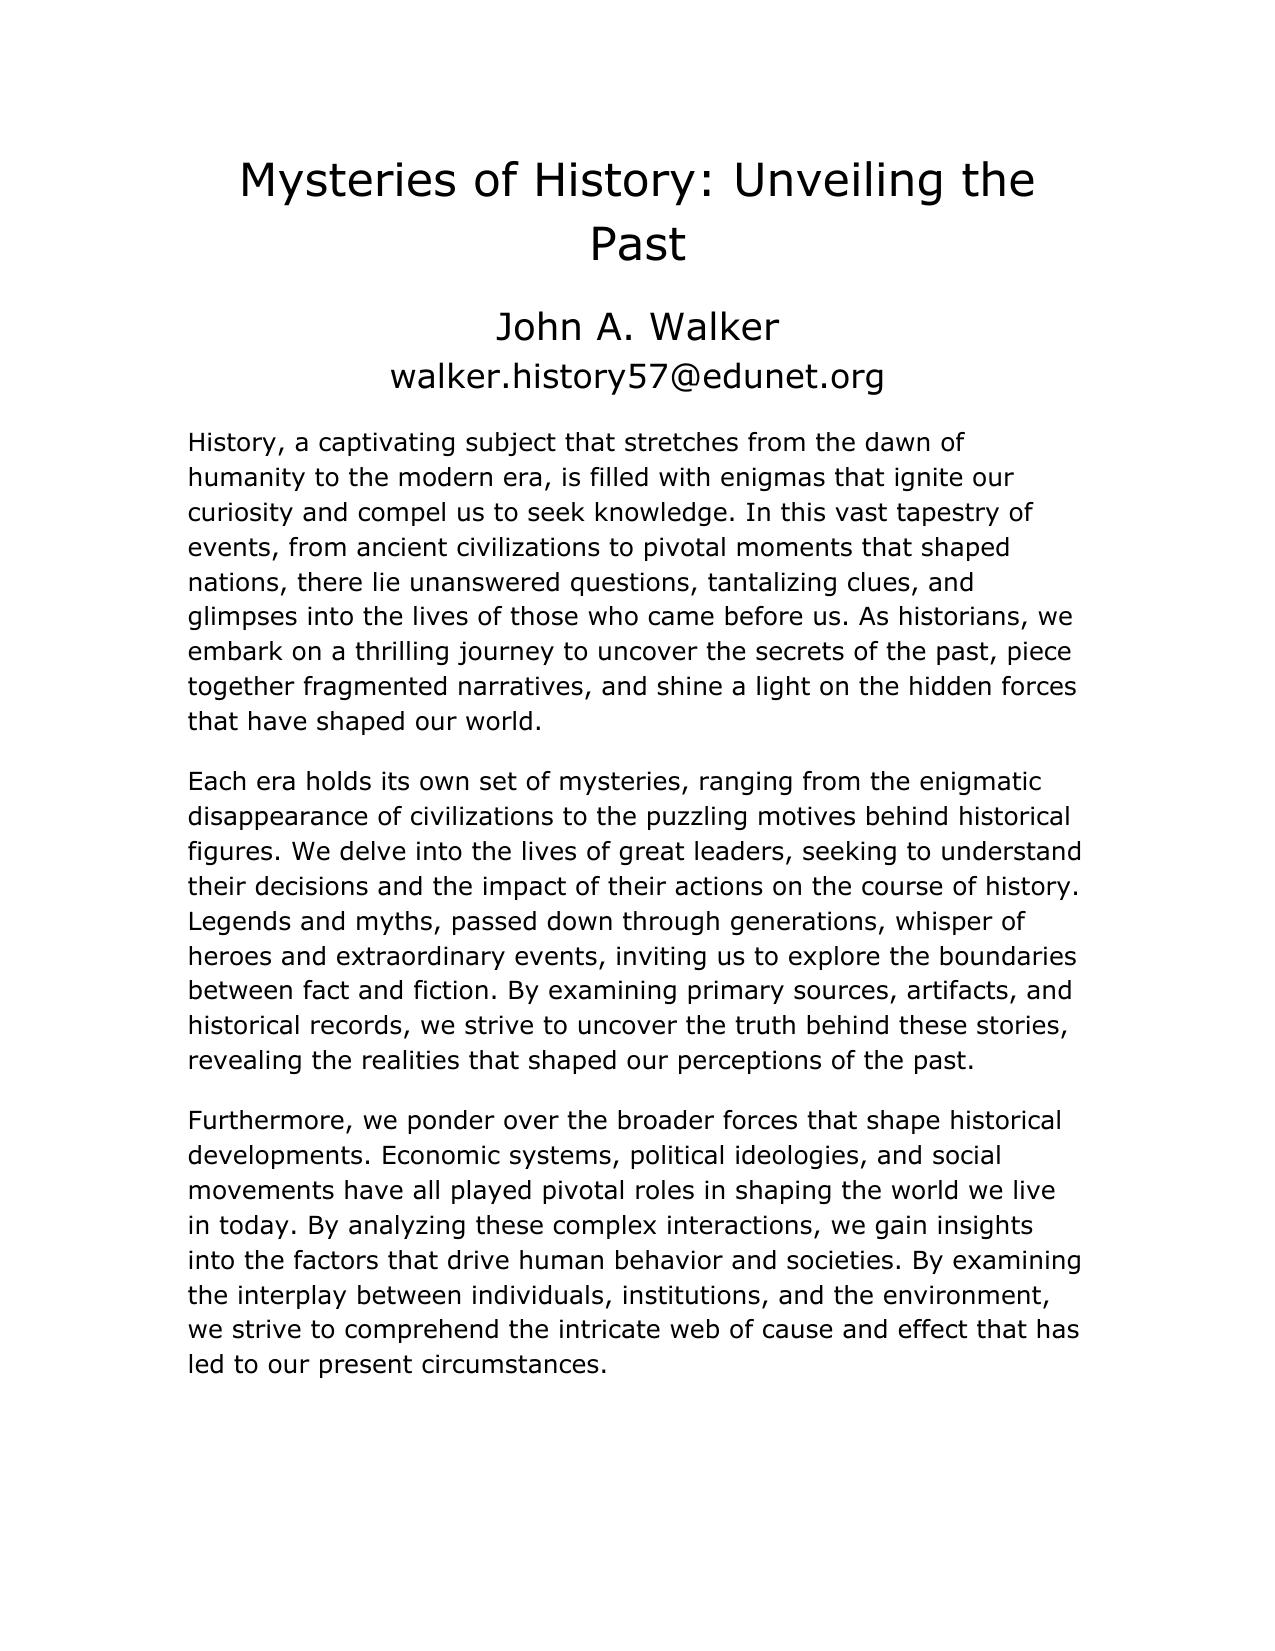 Mysteries of History: Unveiling the
Past
John A. Walker
walker.history57@edunet.org
History, a captivating subject that stretches from the dawn of
humanity to the modern era, is filled with enigmas that ignite our
curiosity and compel us to seek knowledge. In this vast tapestry of
events, from ancient civilizations to pivotal moments that shaped
nations, there lie unanswered questions, tantalizing clues, and
glimpses into the lives of those who came before us. As historians, we
embark on a thrilling journey to uncover the secrets of the past, piece
together fragmented narratives, and shine a light on the hidden forces
that have shaped our world.
Each era holds its own set of mysteries, ranging from the enigmatic
disappearance of civilizations to the puzzling motives behind historical
figures. We delve into the lives of great leaders, seeking to understand
their decisions and the impact of their actions on the course of history.
Legends and myths, passed down through generations, whisper of
heroes and extraordinary events, inviting us to explore the boundaries
between fact and fiction. By examining primary sources, artifacts, and
historical records, we strive to uncover the truth behind these stories,
revealing the realities that shaped our perceptions of the past.
Furthermore, we ponder over the broader forces that shape historical
developments. Economic systems, political ideologies, and social
movements have all played pivotal roles in shaping the world we live
in today. By analyzing these complex interactions, we gain insights
into the factors that drive human behavior and societies. By examining
the interplay between individuals, institutions, and the environment,
we strive to comprehend the intricate web of cause and effect that has
led to our present circumstances.